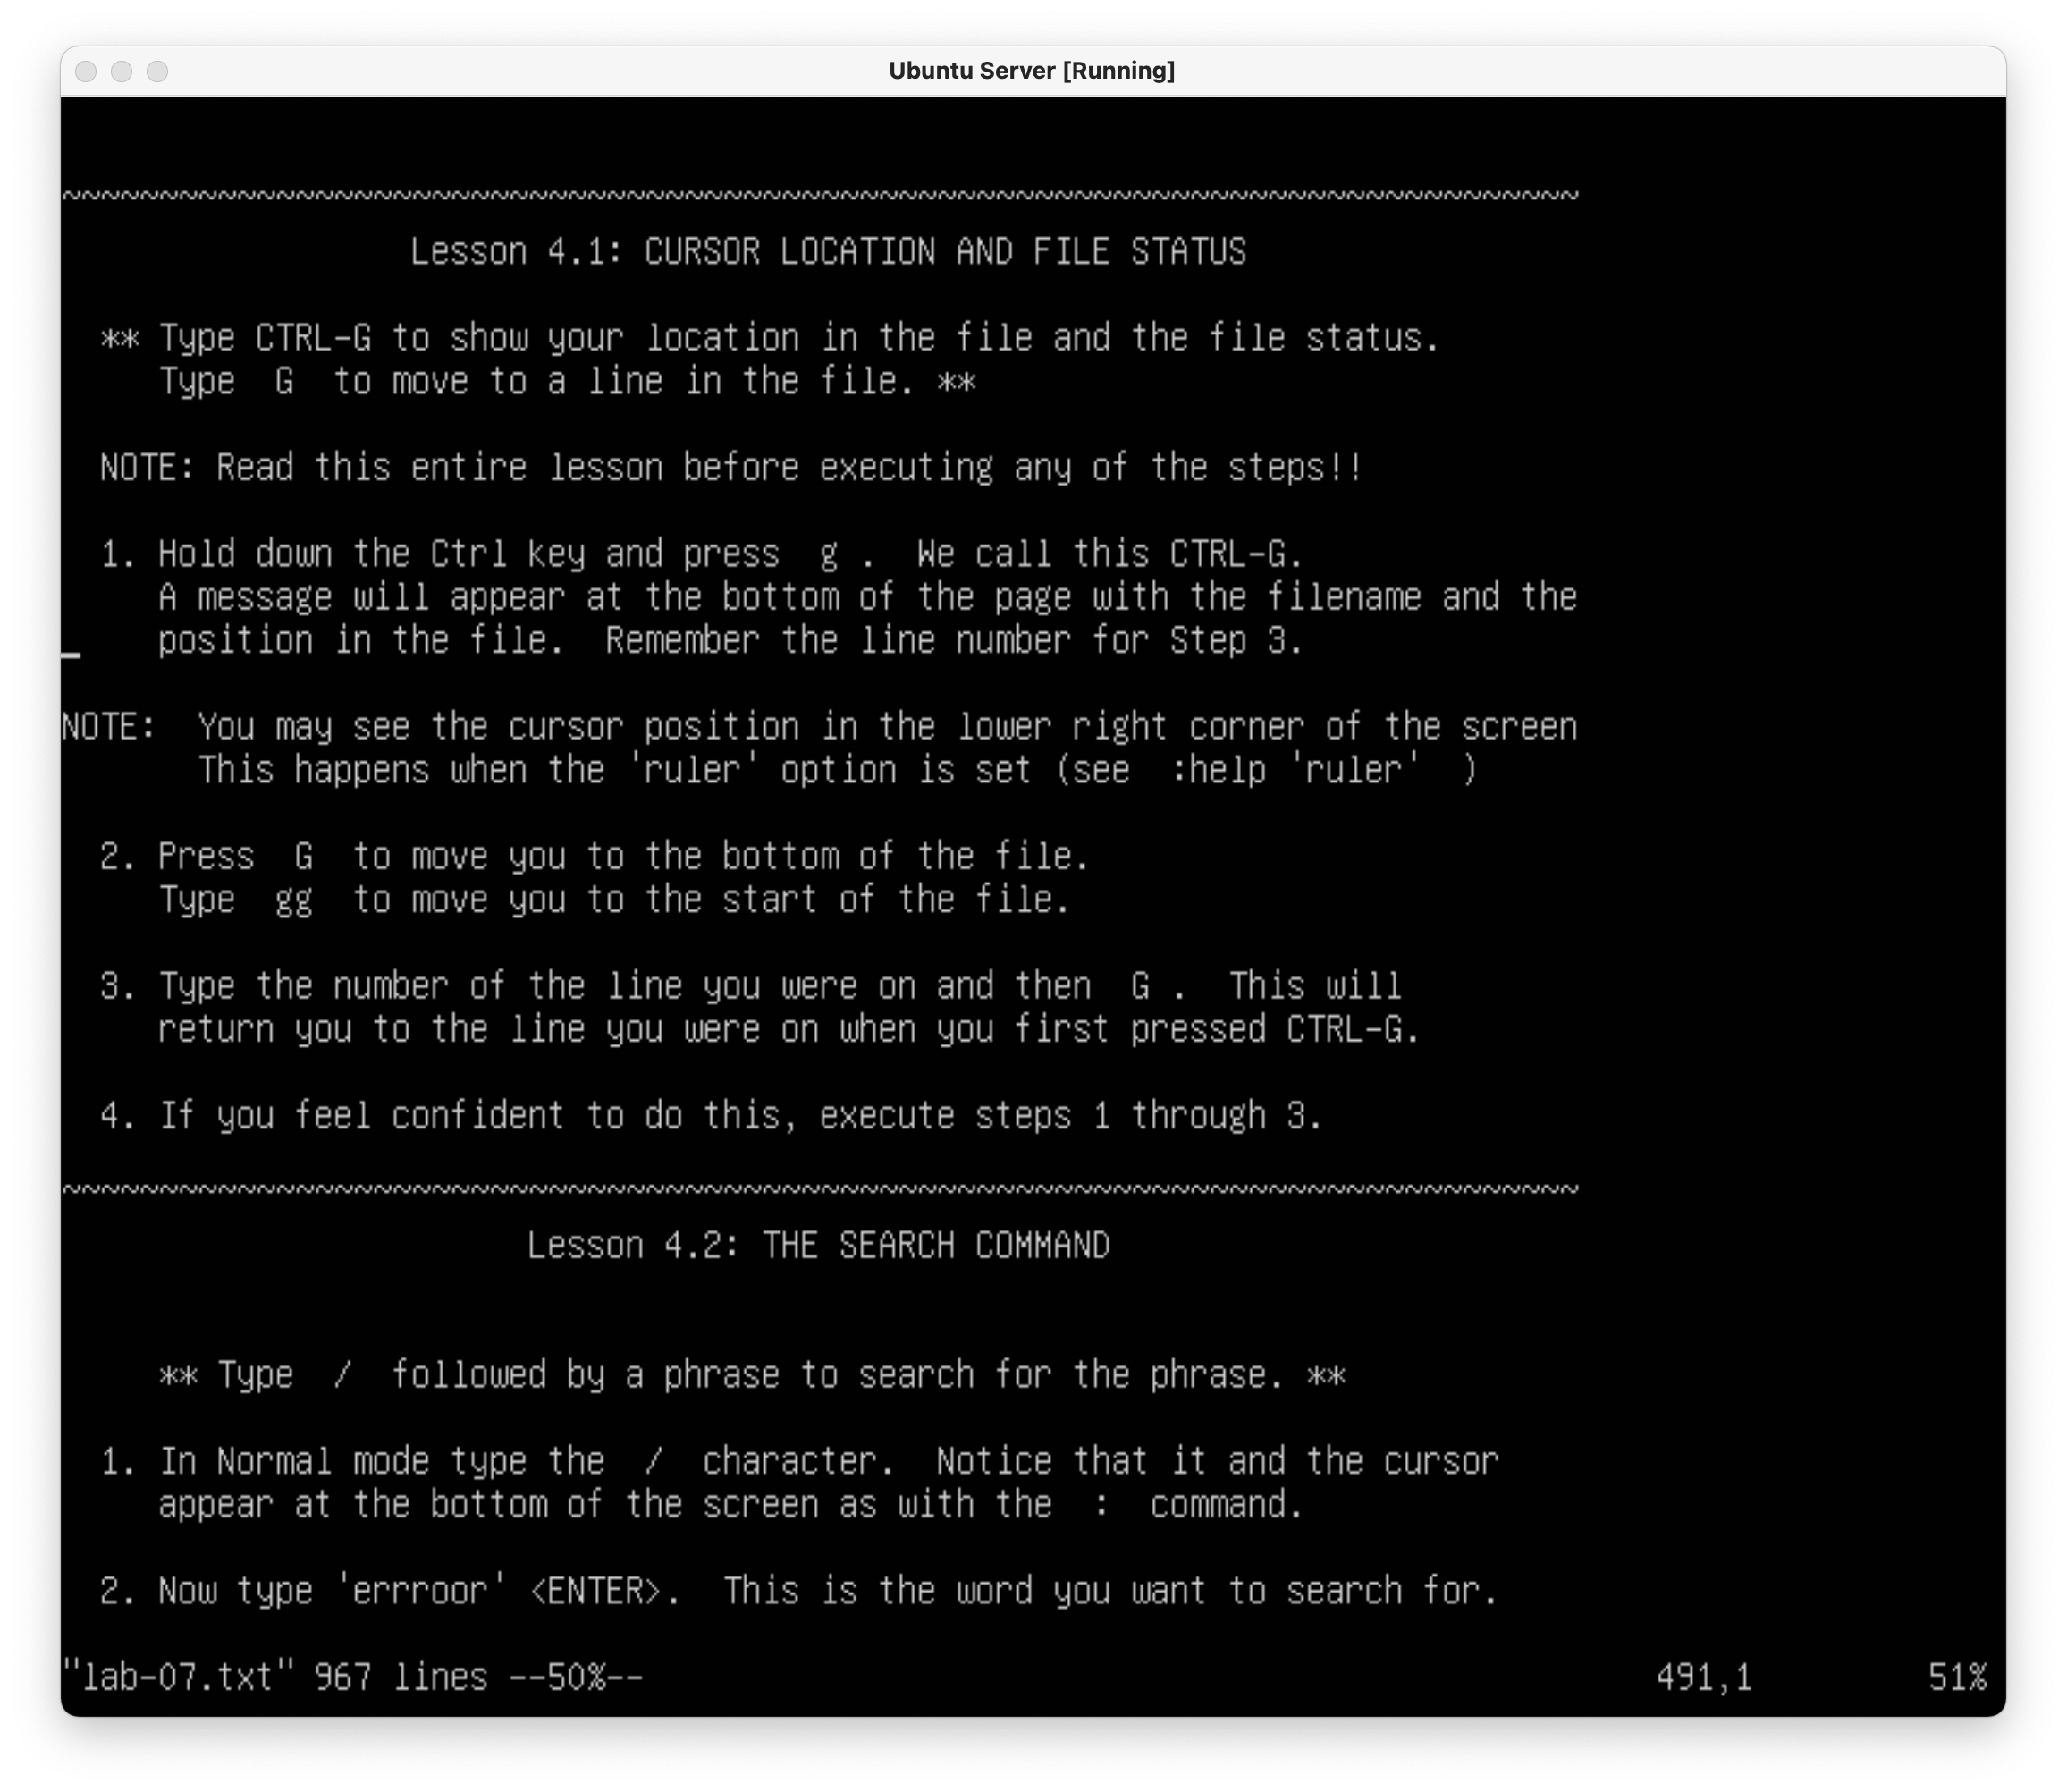 Ubuntu Server [Running]
~~~~~~~~~~~~~~~~~~~~~~~~~~~~~~~~~~~~~~~~~~~~~~~~~~~~~~~~~~~~~~~~~~~~~~~~~~~~~~
Lesson 4.1: CURSOR LOCATION AND FILE STATUS
** Type CTRL-G to show your location in the file and the file status.
Type  G  to move to a line in the file. **
NOTE: Read this entire lesson before executing any of the steps!!
1. Hold down the Ctrl key and press  g .  We call this CTRL-G.
A message will appear at the bottom of the page with the filename and the
position in the file.  Remember the line number for Step 3.
NOTE:  You may see the cursor position in the lower right corner of the screen
This happens when the 'ruler' option is set (see  :help 'ruler'  )
2. Press  G  to move you to the bottom of the file.
Type  gg  to move you to the start of the file.
3. Type the number of the line you were on and then  G .  This will
return you to the line you were on when you first pressed CTRL-G.
4. If you feel confident to do this, execute steps 1 through 3.
~~~~~~~~~~~~~~~~~~~~~~~~~~~~~~~~~~~~~~~~~~~~~~~~~~~~~~~~~~~~~~~~~~~~~~~~~~~~~~
Lesson 4.2: THE SEARCH COMMAND
** Type  /  followed by a phrase to search for the phrase. **
1. In Normal mode type the  /  character.  Notice that it and the cursor
appear at the bottom of the screen as with the  :  command.
2. Now type 'errroor' <ENTER>.  This is the word you want to search for.
"lab-07.txt" 967 lines --50%-- 491,1 51%